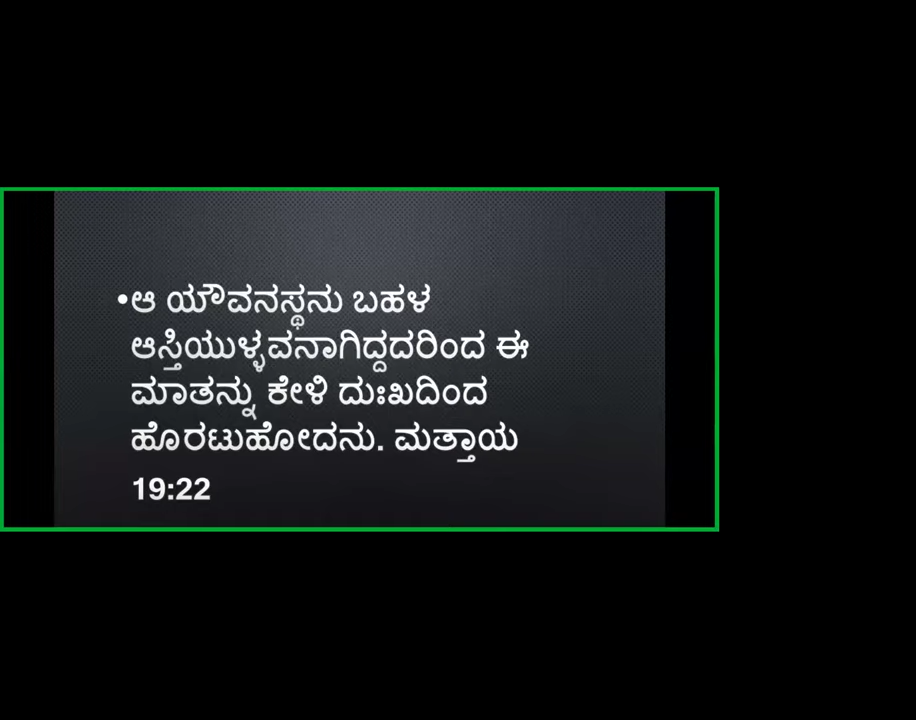 •ಆ ಯೌವನಸ್ಥನು ಬಹಳ
ಆಸ್ತಿಯುಳ್ಳವನಾಗಿದ್ದದರಿಂದ ಈ
ಮಾತನ್ನು ಕೇಳಿ ದುಃಖದಿಂದ
ಹೊರಟುಹೋದನು. ಮತ್ತಾಯ
19:22